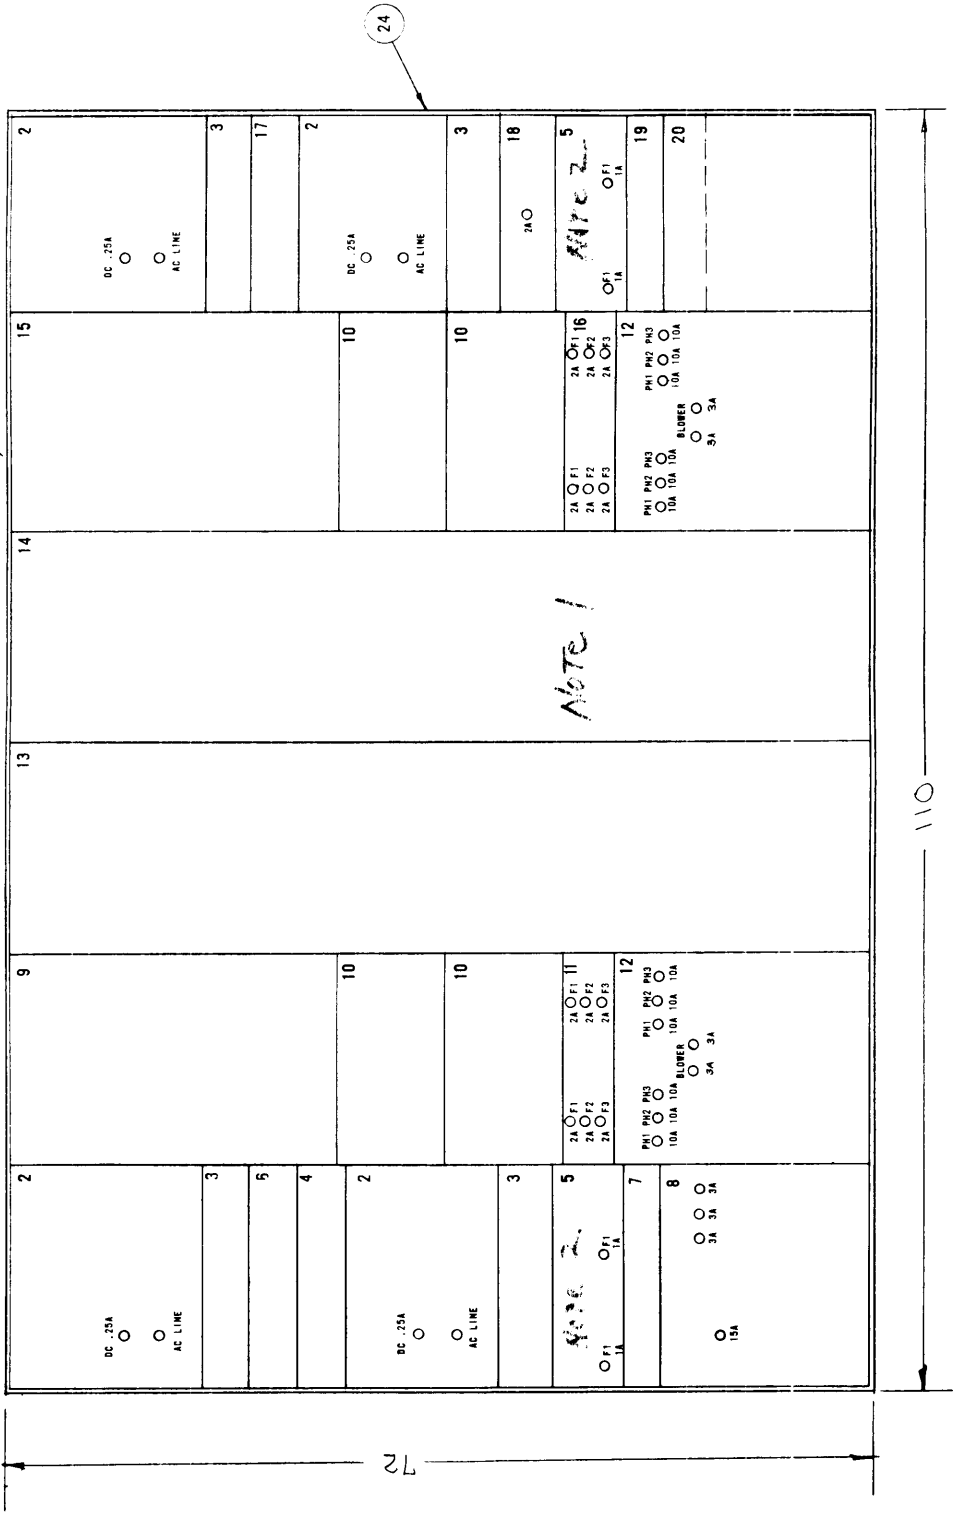 24
2
DC .25A
AC LINE
3
6
4
2
DC .25A
AC LINE
3
5
Note 2
F1 F1
1A 1A
7
8
3A 3A 3A
15A
9
10
10
11
2A F1 2A F1
2A F2 2A F2
2A F3 2A F3
12
PH1 PH2 PH3 PH1 PH2 PH3
10A 10A 10A 10A 10A 10A
BLOWER
3A 3A
13
14
Note 1
15
10
10
16
2A F1 2A F1
2A F2 2A F2
2A F3 2A F3
12
PH1 PH2 PH3 PH1 PH2 PH3
10A 10A 10A 10A 10A 10A
BLOWER
3A 3A
2
DC .25A
AC LINE
3
17
2
DC .25A
AC LINE
3
18
2A
5
Note 2
F1 F1
1A 1A
19
20
72
110